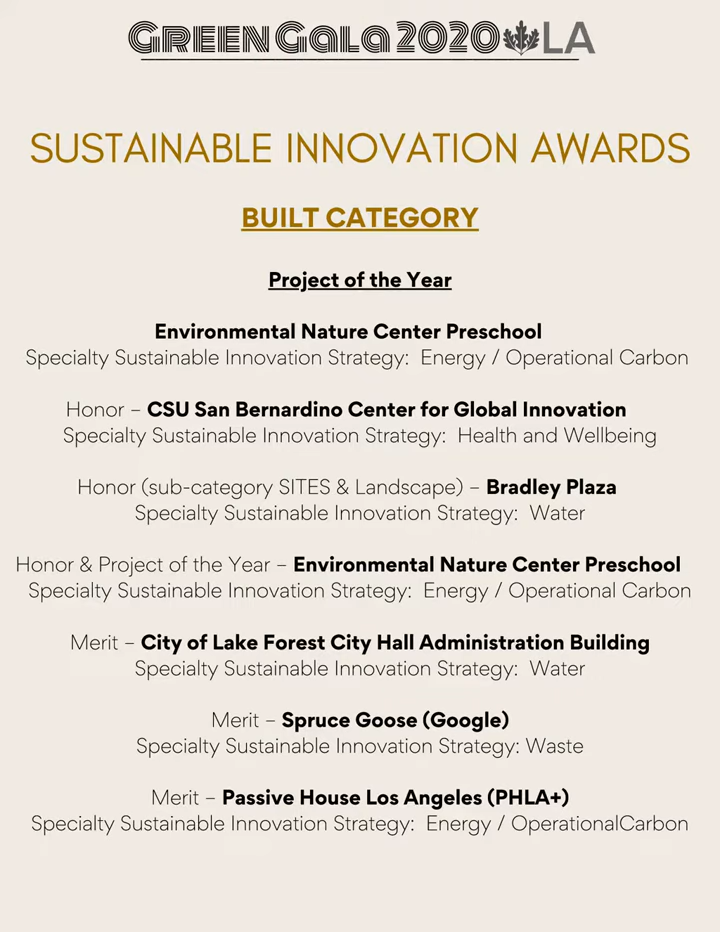 GREEN Gala 2020 LA
SUSTAINABLE INNOVATION AWARDS
BUILT CATEGORY
Project of the Year
Environmental Nature Center Preschool
Specialty Sustainable Innovation Strategy: Energy / Operational Carbon
Honor – CSU San Bernardino Center for Global Innovation
Specialty Sustainable Innovation Strategy: Health and Wellbeing
Honor (sub-category SITES & Landscape) – Bradley Plaza
Specialty Sustainable Innovation Strategy: Water
Honor & Project of the Year – Environmental Nature Center Preschool
Specialty Sustainable Innovation Strategy: Energy / Operational Carbon
Merit – City of Lake Forest City Hall Administration Building
Specialty Sustainable Innovation Strategy: Water
Merit – Spruce Goose (Google)
Specialty Sustainable Innovation Strategy: Waste
Merit – Passive House Los Angeles (PHLA+)
Specialty Sustainable Innovation Strategy: Energy / OperationalCarbon